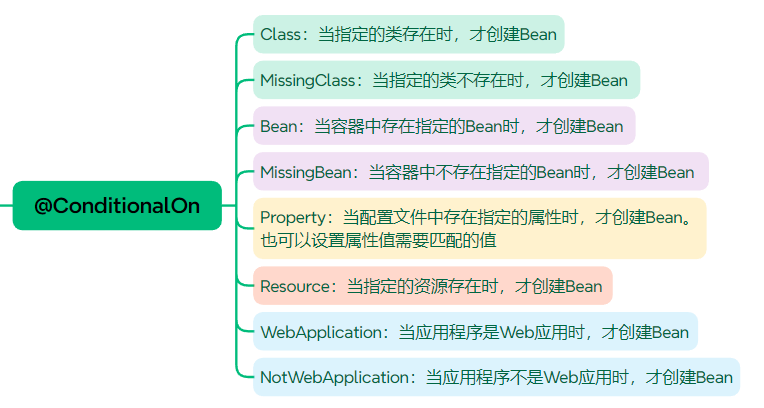 @ConditionalOn
Class：当指定的类存在时，才创建Bean
MissingClass：当指定的类不存在时，才创建Bean
Bean：当容器中存在指定的Bean时，才创建Bean
MissingBean：当容器中不存在指定的Bean时，才创建Bean
Property：当配置文件中存在指定的属性时，才创建Bean。
也可以设置属性值需要匹配的值
Resource：当指定的资源存在时，才创建Bean
WebApplication：当应用程序是Web应用时，才创建Bean
NotWebApplication：当应用程序不是Web应用时，才创建Bean